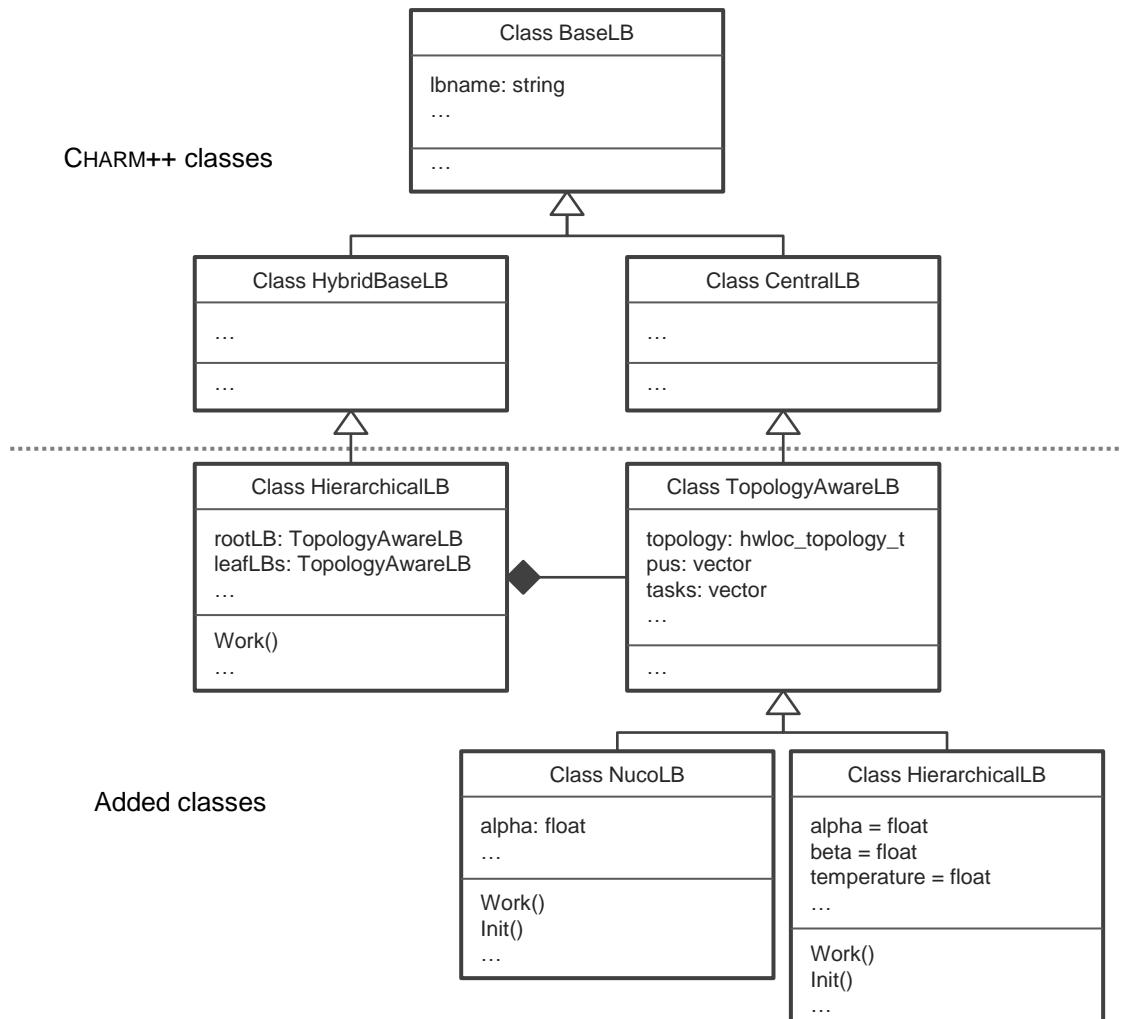 Class BaseLB
lbname: string
…
…
CHARM++ classes
Class HybridBaseLB
…
…
Class CentralLB
…
…
Class HierarchicalLB
rootLB: TopologyAwareLB
leafLBs: TopologyAwareLB
…
Work()
…
Class TopologyAwareLB
topology: hwloc_topology_t
pus: vector
tasks: vector
…
…
Added classes
Class NucoLB
alpha: float
…
Work()
Init()
…
Class HierarchicalLB
alpha = float
beta = float
temperature = float
…
Work()
Init()
…